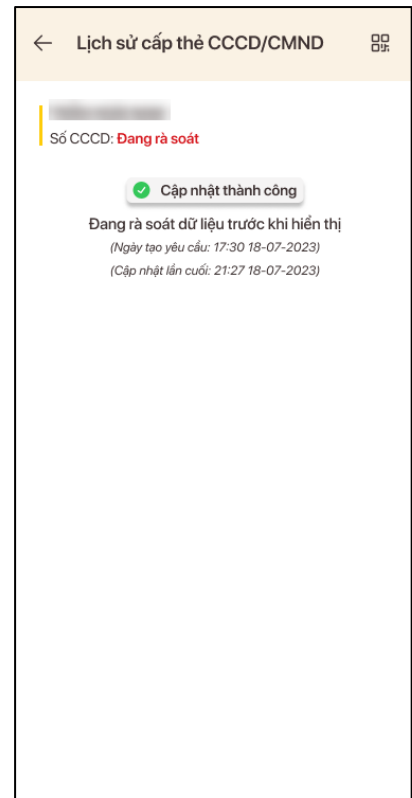 Lịch sử cấp thẻ CCCD/CMND
Số CCCD: Đang rà soát
Cập nhật thành công
Đang rà soát dữ liệu trước khi hiển thị
(Ngày tạo yêu cầu: 17:30 18-07-2023)
(Cập nhật lần cuối: 21:27 18-07-2023)